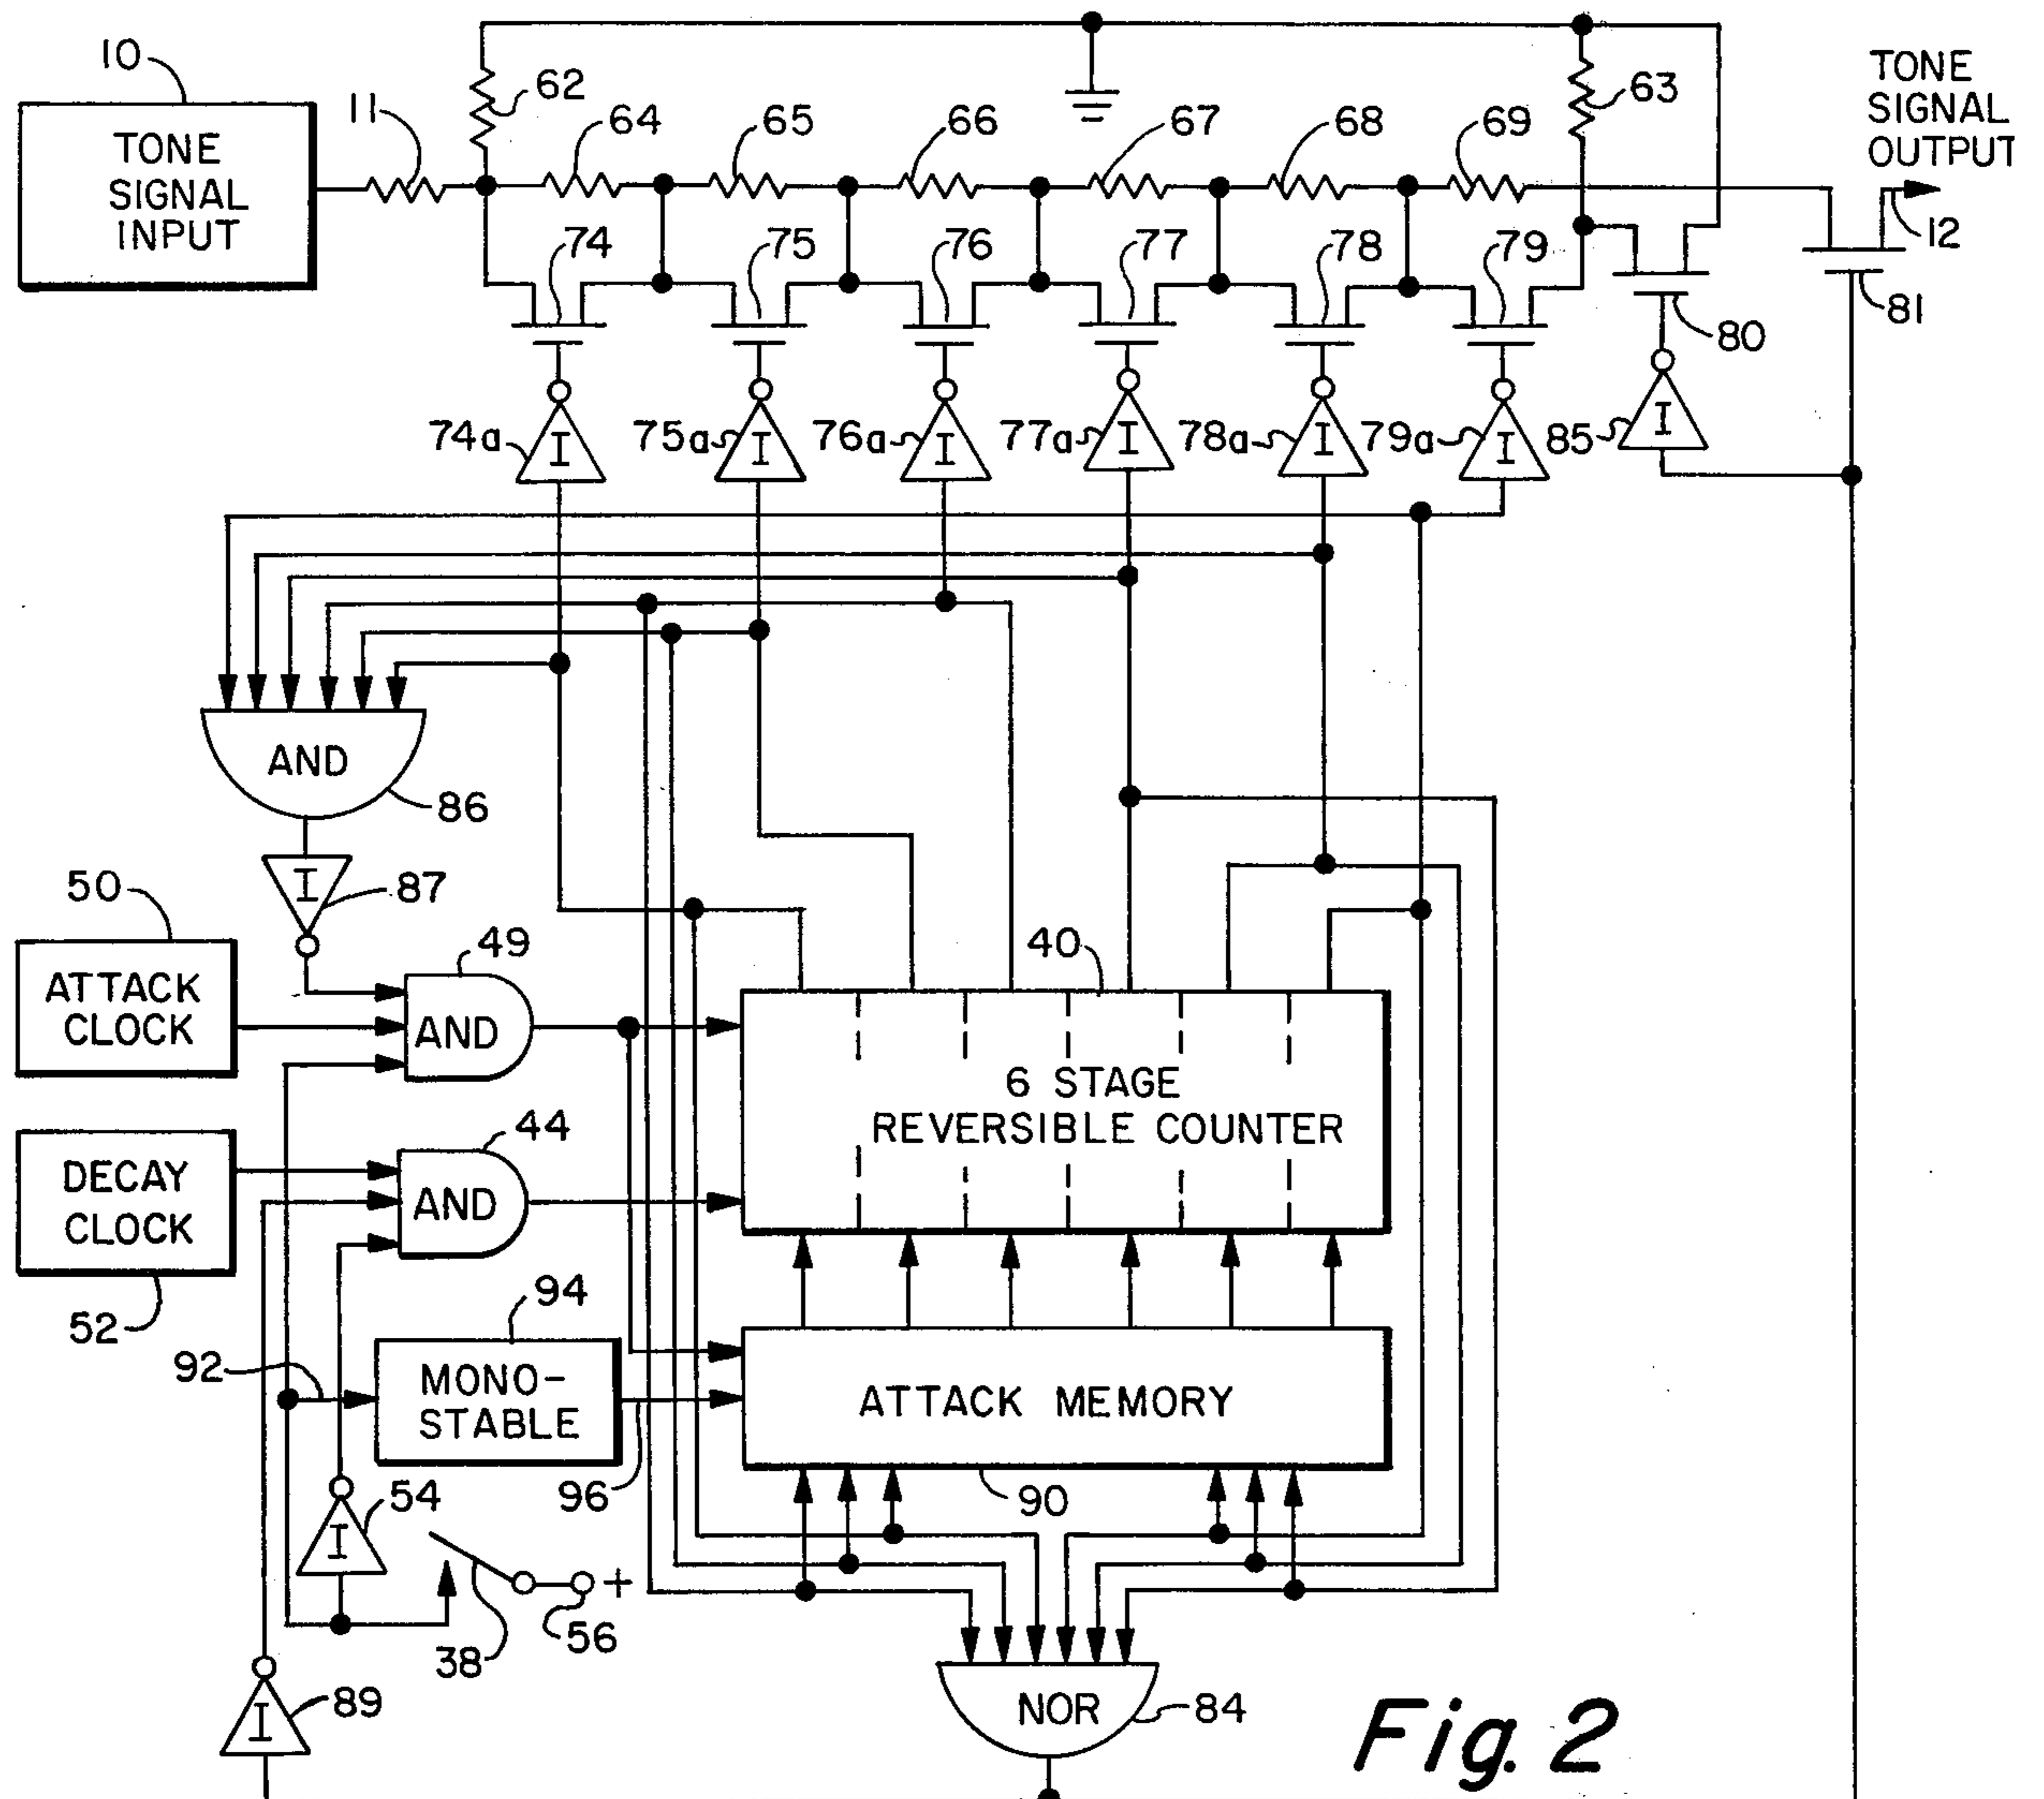 10
TONE
SIGNAL
INPUT
11
62
64
65
66
67
68
69
63
TONE
SIGNAL
OUTPUT
12
74
75
76
77
78
79
80
81
74a
I
75a
I
76a
I
77a
I
78a
I
79a
I
85
I
AND
86
I
87
50
ATTACK
CLOCK
49
AND
40
6 STAGE
REVERSIBLE COUNTER
DECAY
CLOCK
52
44
AND
92
94
MONO-
STABLE
96
ATTACK MEMORY
90
I
54
38
+
56
I
89
NOR
84
Fig. 2